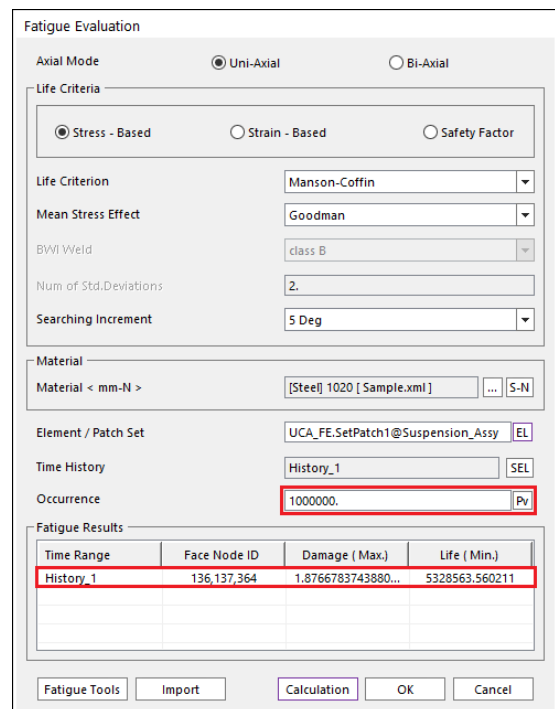 Fatigue Evaluation
Axial Mode Uni-Axial Bi-Axial
Life Criteria
Stress - Based Strain - Based Safety Factor
Life Criterion Manson-Coffin
Mean Stress Effect Goodman
BWI Weld class B
Num of Std.Deviations 2.
Searching Increment 5 Deg
Material
Material < mm-N > [Steel] 1020 [ Sample.xml ] ... S-N
Element / Patch Set UCA_FE.SetPatch1@Suspension_Assy EL
Time History History_1 SEL
Occurrence 1000000. Pv
Fatigue Results
Time Range Face Node ID Damage ( Max.) Life ( Min.)
History_1 136,137,364 1.8766783743880... 5328563.560211
Fatigue Tools Import Calculation OK Cancel